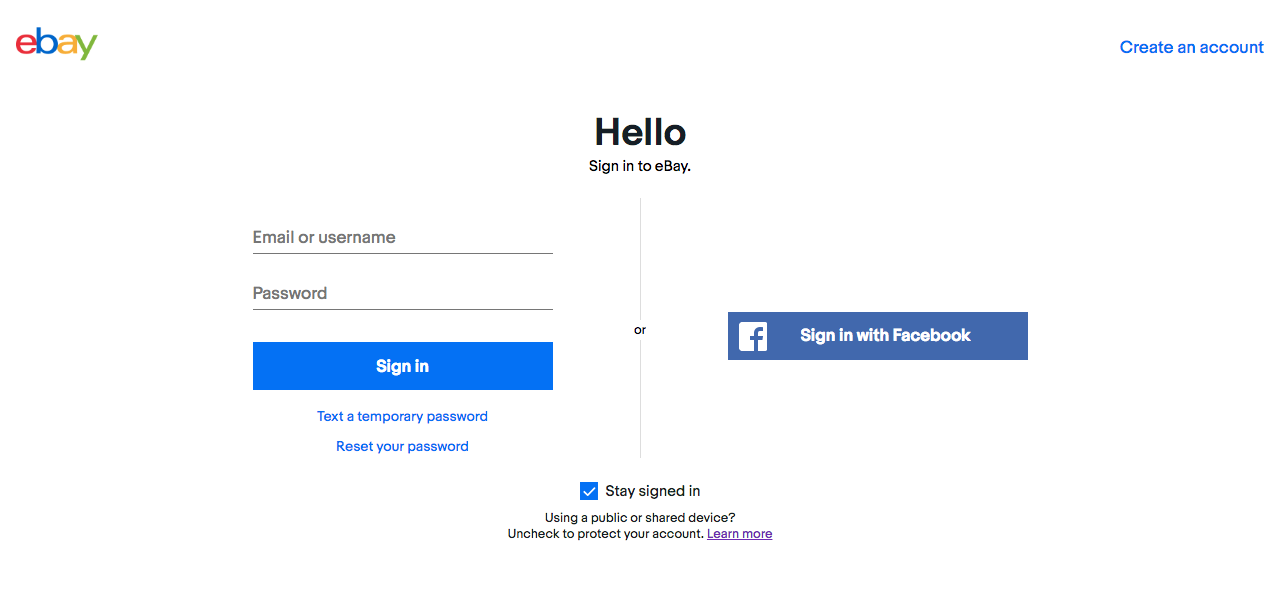 ebay
Create an account
Hello
Sign in to eBay.
Email or username
Password
Sign in
Text a temporary password
Reset your password
or
Sign in with Facebook
Stay signed in
Using a public or shared device?
Uncheck to protect your account. Learn more